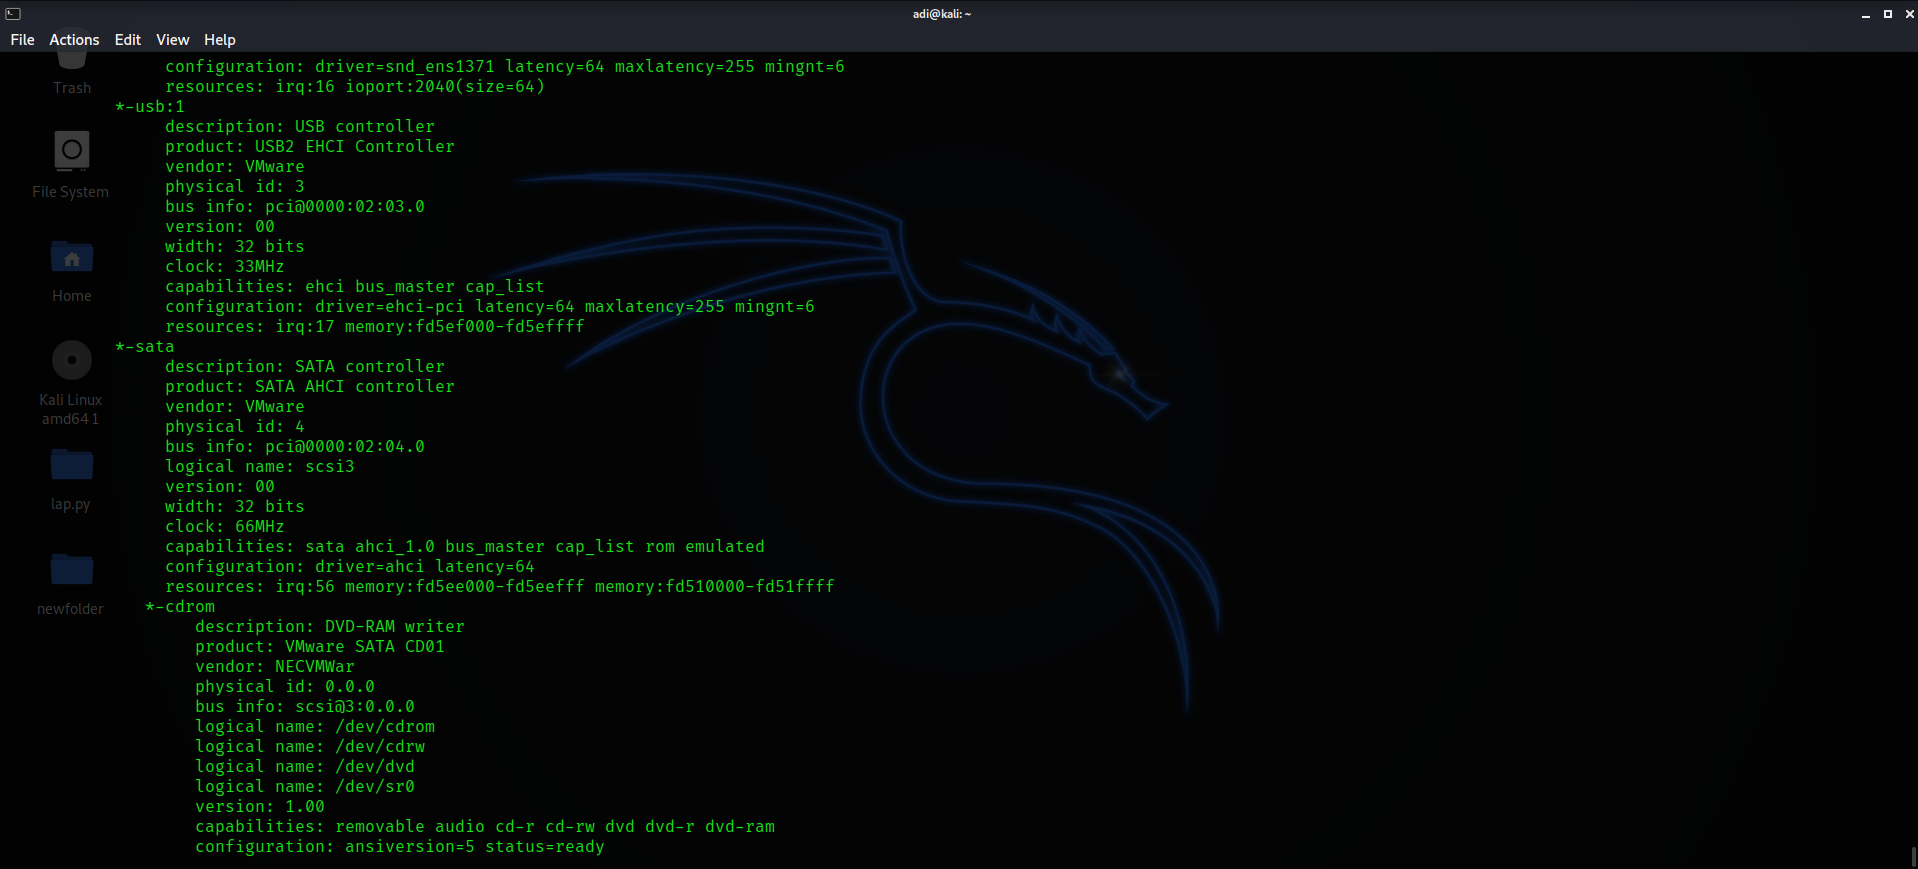 adi@kali: ~
File Actions Edit View Help
configuration: driver=snd_ens1371 latency=64 maxlatency=255 mingnt=6
resources: irq:16 ioport:2040(size=64)
*-usb:1
description: USB controller
product: USB2 EHCI Controller
vendor: VMware
physical id: 3
bus info: pci@0000:02:03.0
version: 00
width: 32 bits
clock: 33MHz
capabilities: ehci bus_master cap_list
configuration: driver=ehci-pci latency=64 maxlatency=255 mingnt=6
resources: irq:17 memory:fd5ef000-fd5effff
*-sata
description: SATA controller
product: SATA AHCI controller
vendor: VMware
physical id: 4
bus info: pci@0000:02:04.0
logical name: scsi3
version: 00
width: 32 bits
clock: 66MHz
capabilities: sata ahci_1.0 bus_master cap_list rom emulated
configuration: driver=ahci latency=64
resources: irq:56 memory:fd5ee000-fd5eefff memory:fd510000-fd51ffff
*-cdrom
description: DVD-RAM writer
product: VMware SATA CD01
vendor: NECVMWar
physical id: 0.0.0
bus info: scsi@3:0.0.0
logical name: /dev/cdrom
logical name: /dev/cdrw
logical name: /dev/dvd
logical name: /dev/sr0
version: 1.00
capabilities: removable audio cd-r cd-rw dvd dvd-r dvd-ram
configuration: ansiversion=5 status=ready
Trash
File System
Home
Kali Linux
amd64 1
lap.py
newfolder